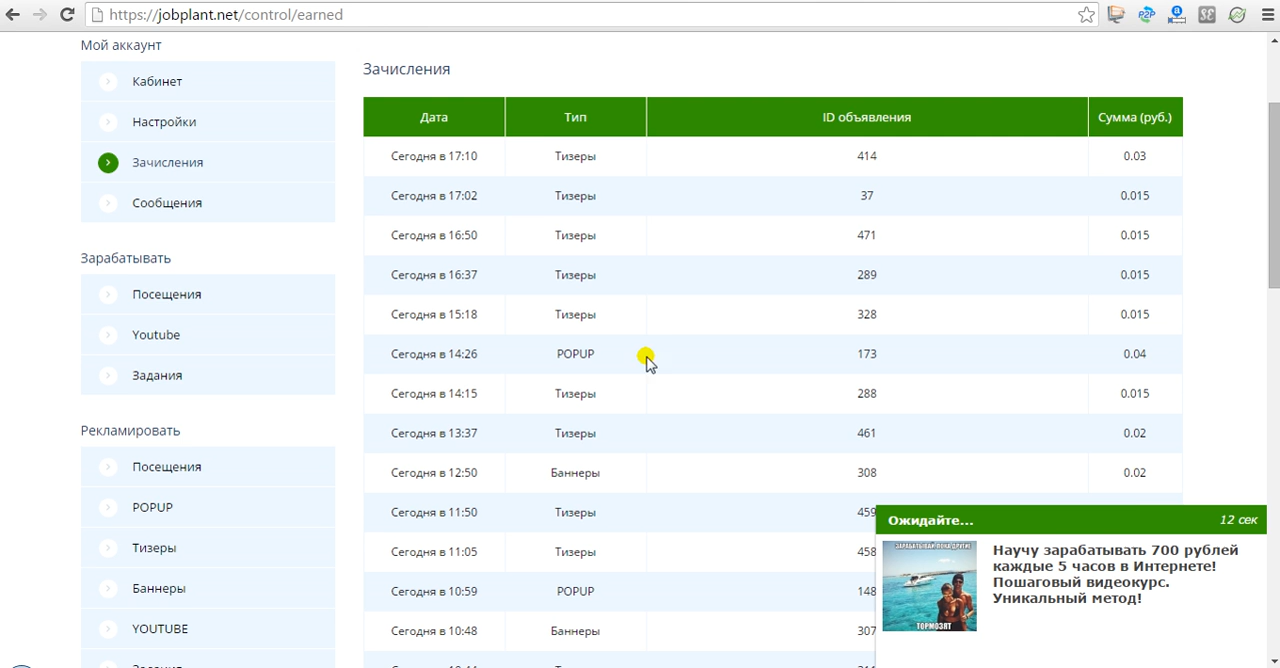 https://jobplant.net/control/earned
Мой аккаунт
Кабинет
Настройки
Зачисления
Сообщения
Зарабатывать
Посещения
Youtube
Задания
Рекламировать
Посещения
POPUP
Тизеры
Баннеры
YOUTUBE
Задания
Зачисления
Дата Тип ID объявления Сумма (руб.)
Сегодня в 17:10 Тизеры 414 0.03
Сегодня в 17:02 Тизеры 37 0.015
Сегодня в 16:50 Тизеры 471 0.015
Сегодня в 16:37 Тизеры 289 0.015
Сегодня в 15:18 Тизеры 328 0.015
Сегодня в 14:26 POPUP 173 0.04
Сегодня в 14:15 Тизеры 288 0.015
Сегодня в 13:37 Тизеры 461 0.02
Сегодня в 12:50 Баннеры 308 0.02
Сегодня в 11:50 Тизеры 459
Сегодня в 11:05 Тизеры 458
Сегодня в 10:59 POPUP 148
Сегодня в 10:48 Баннеры 307
Ожидайте... 12 сек
ЗАРАБАТЫВАЙ ПОКА ДРУГИЕ
ТОРМОЗЯТ
Научу зарабатывать 700 рублей
каждые 5 часов в Интернете!
Пошаговый видеокурс.
Уникальный метод!